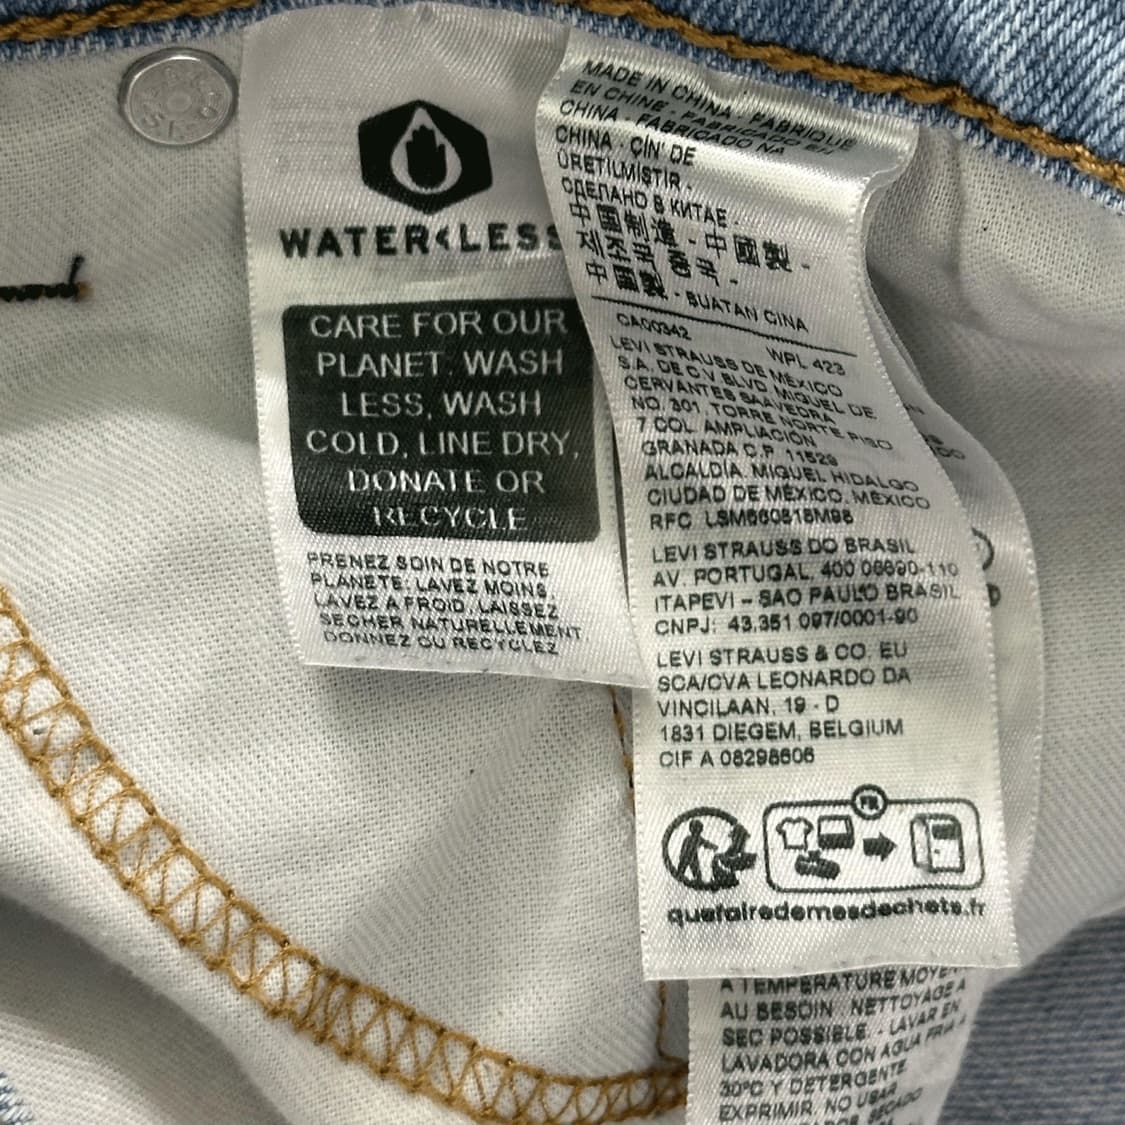 WATER<LESS
CARE FOR OUR
PLANET: WASH
LESS, WASH
COLD, LINE DRY,
DONATE OR
RECYCLE
PRENEZ SOIN DE NOTRE
PLANÈTE: LAVEZ MOINS,
LAVEZ À FROID, LAISSEZ
SECHER NATURELLEMENT
DONNEZ OU RECYCLEZ
MADE IN CHINA - FABRIQUÉ
EN CHINE - FABRICADO EN
CHINA - FABRICADO NA
CHINA - ÇIN' DE
ÜRETILMISTIR -
СДЕЛАНО В КИТАЕ -
中国制造 - 中國製 -
제조국 중국 -
中國製 - BUATAN CINA
CA00342
WPL 423
LEVI STRAUSS DE MÉXICO
S.A. DE C.V. BLVD. MIGUEL DE
CERVANTES SAAVEDRA
NO. 301, TORRE NORTE PISO
7 COL. AMPLIACIÓN
GRANADA C.P. 11529
ALCALDÍA. MIGUEL HIDALGO
CIUDAD DE MÉXICO. MÉXICO
RFC LSM660818M98
LEVI STRAUSS DO BRASIL
AV. PORTUGAL, 400 06690-110
ITAPEVI - SAO PAULO BRASIL
CNPJ: 43.351 097/0001-90
LEVI STRAUSS & CO. EU
SCA/CVA LEONARDO DA
VINCILAAN, 19 - D
1831 DIEGEM, BELGIUM
CIF A 08298606
FR
quefairedemesdechets.fr
A TEMPERATURE
AU BESOIN . NETTOYAGE A
SEC POSSIBLE. - LAVAR EN
LAVADORA CON AGUA FRIA A
30ºC Y DETERGENTE
EXPRIMIR. NO USAR
SECADO